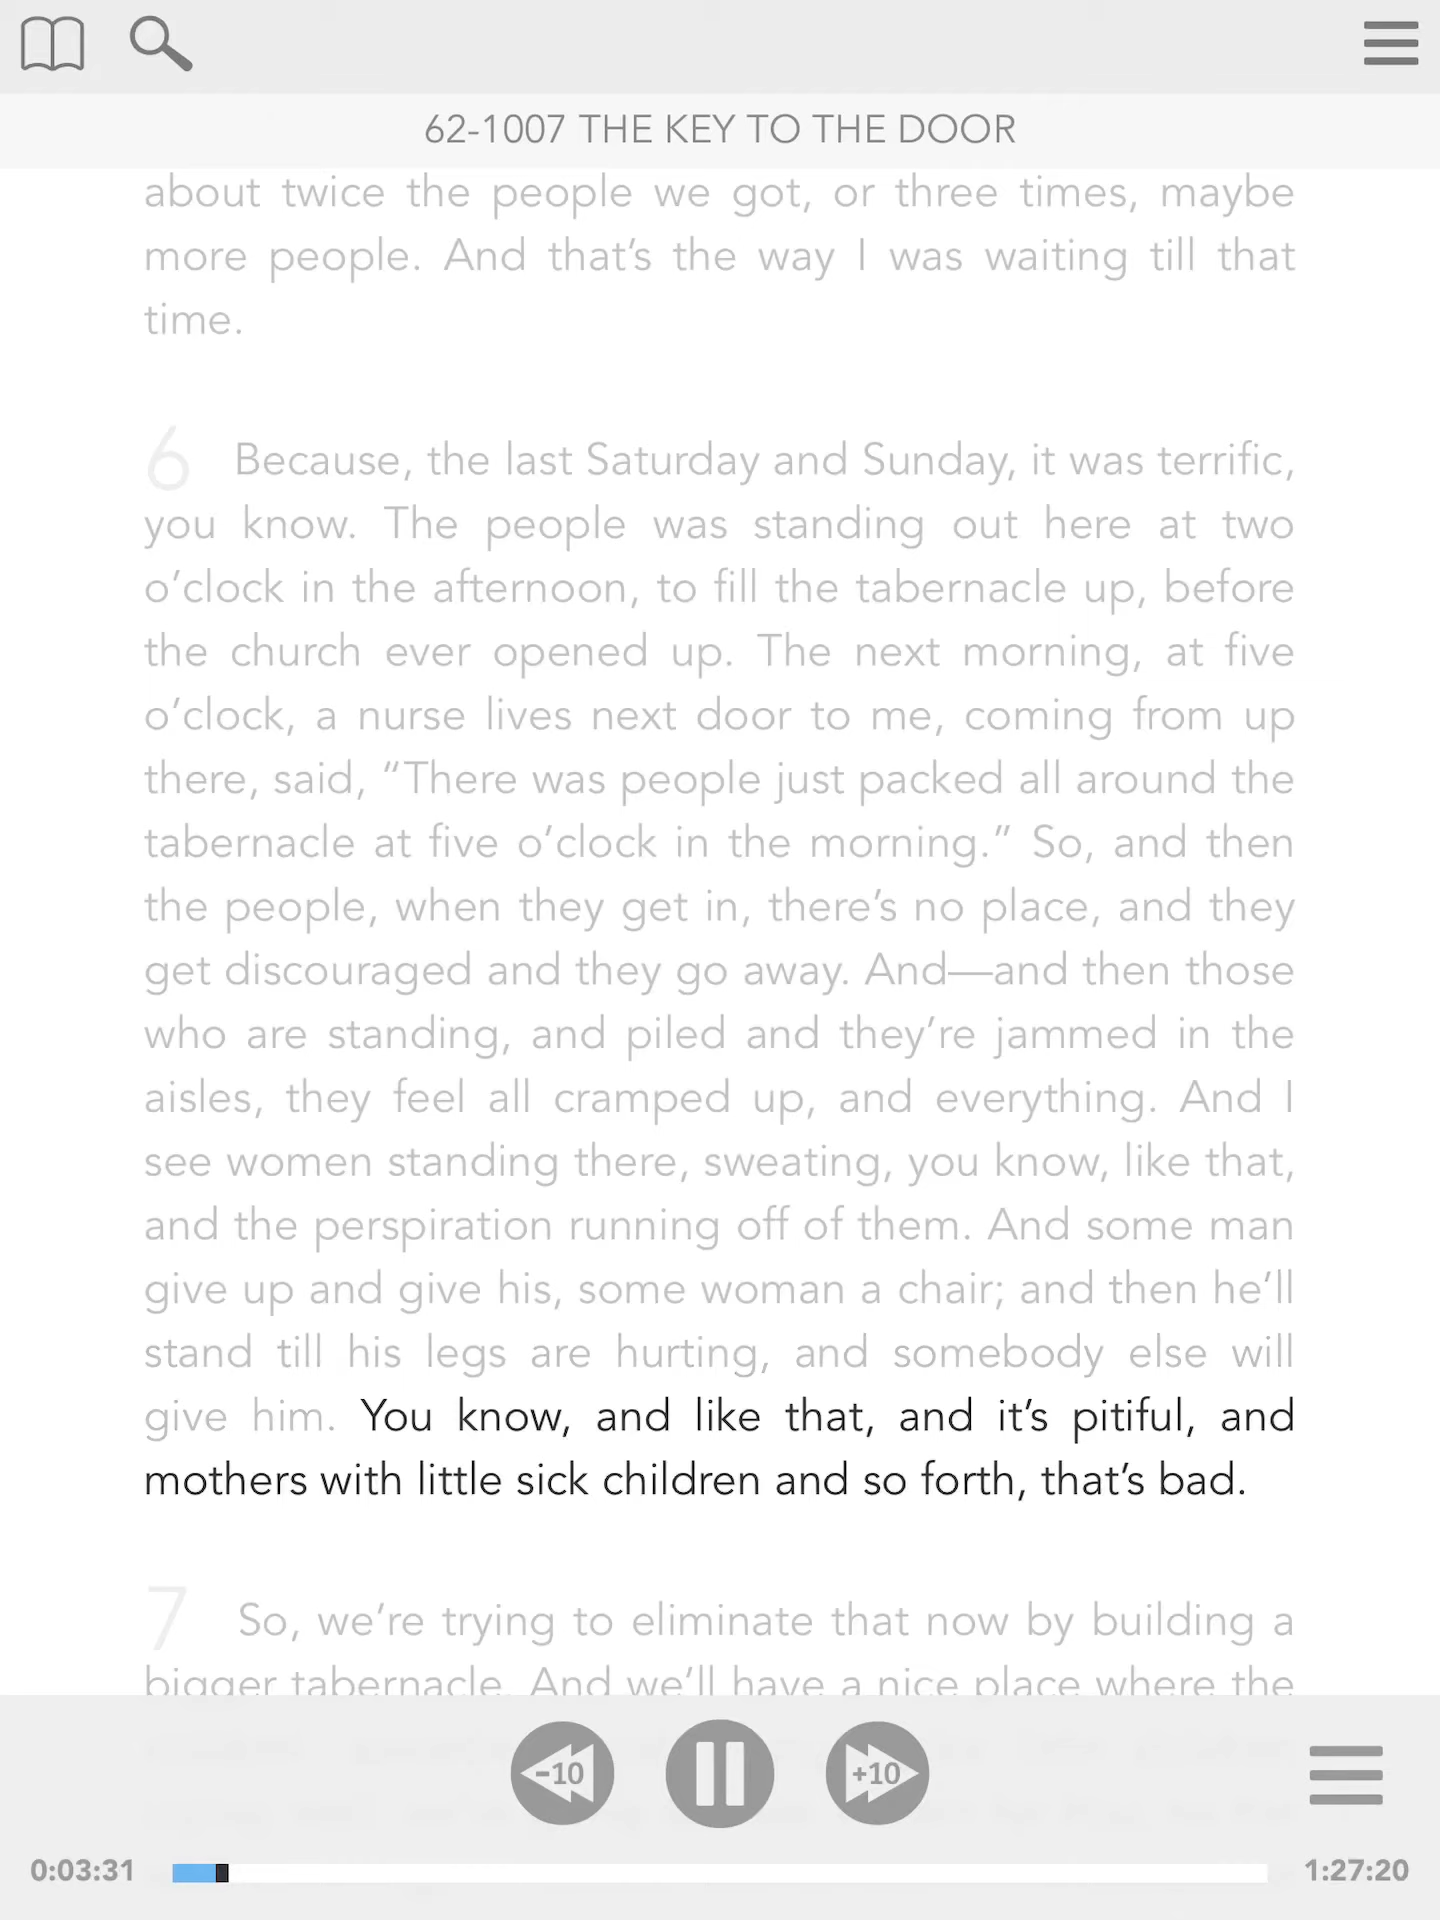 62-1007 THE KEY TO THE DOOR
about twice the people we got, or three times, maybe
more people. And that’s the way I was waiting till that
time.
6 Because, the last Saturday and Sunday, it was terrific,
you know. The people was standing out here at two
o’clock in the afternoon, to fill the tabernacle up, before
the church ever opened up. The next morning, at five
o’clock, a nurse lives next door to me, coming from up
there, said, “There was people just packed all around the
tabernacle at five o’clock in the morning.” So, and then
the people, when they get in, there’s no place, and they
get discouraged and they go away. And—and then those
who are standing, and piled and they’re jammed in the
aisles, they feel all cramped up, and everything. And I
see women standing there, sweating, you know, like that,
and the perspiration running off of them. And some man
give up and give his, some woman a chair; and then he’ll
stand till his legs are hurting, and somebody else will
give him. You know, and like that, and it’s pitiful, and
mothers with little sick children and so forth, that’s bad.
7 So, we’re trying to eliminate that now by building a
bigger tabernacle. And we’ll have a nice place where the
-10 +10
0:03:31 1:27:20